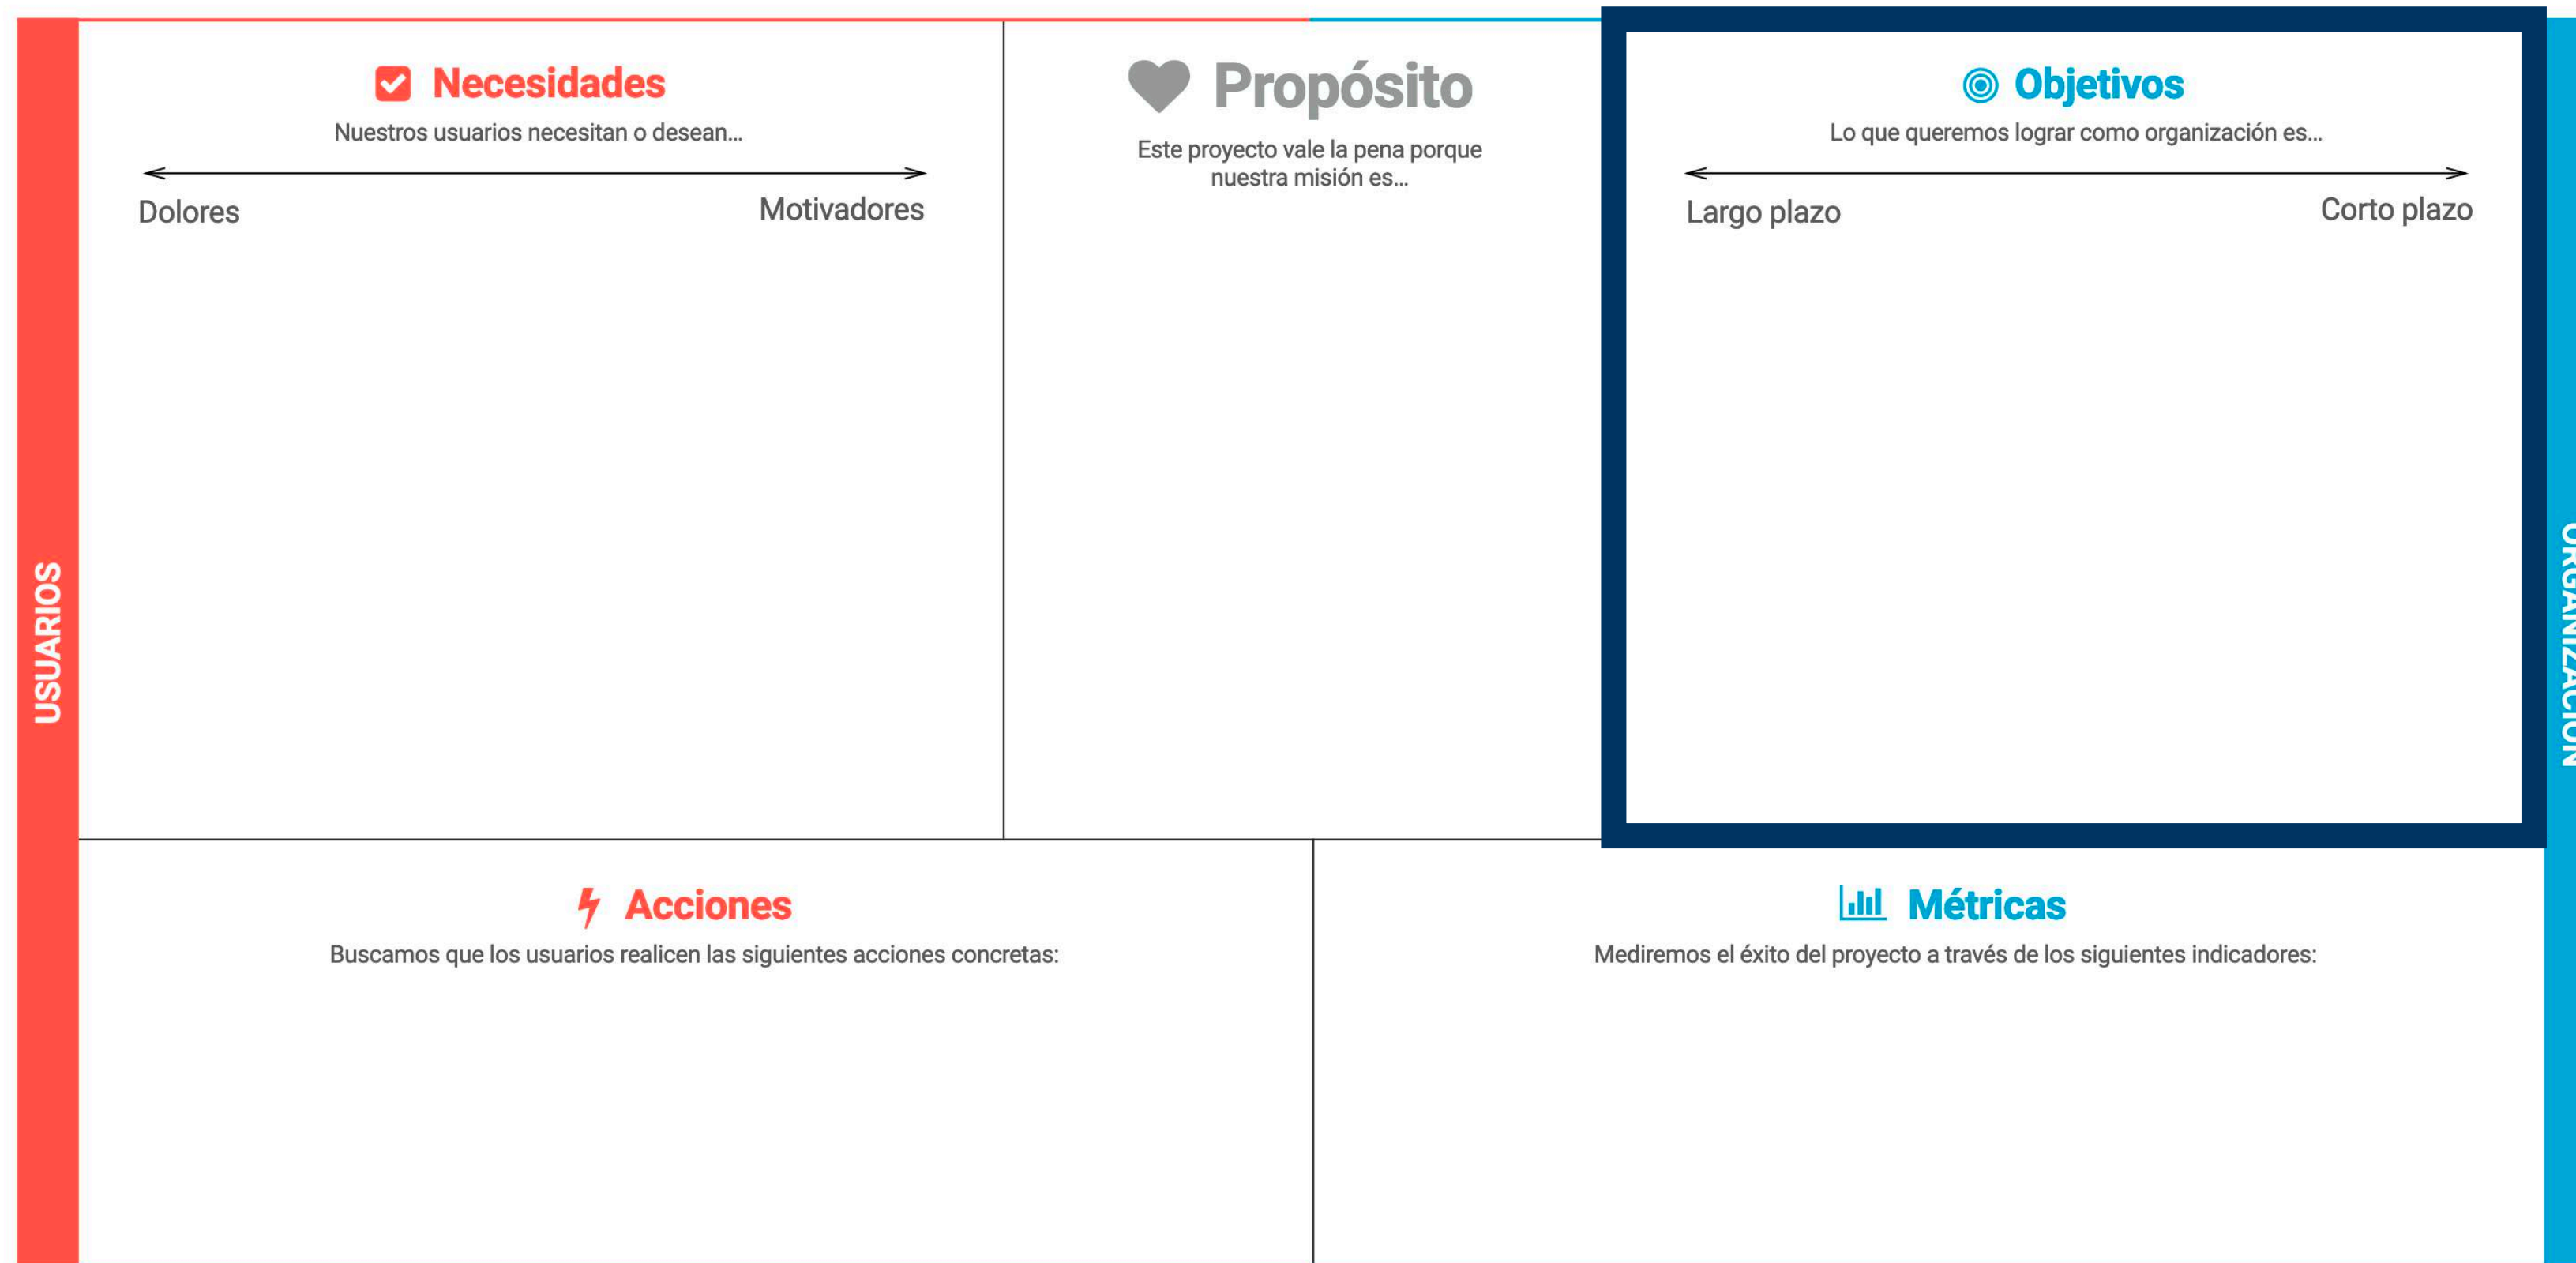 USUARIOS
Necesidades
Nuestros usuarios necesitan o desean...
Dolores
Motivadores
Propósito
Este proyecto vale la pena porque
nuestra misión es...
Objetivos
Lo que queremos lograr como organización es...
Largo plazo
Corto plazo
ORGANIZACIÓN
Acciones
Buscamos que los usuarios realicen las siguientes acciones concretas:
Métricas
Mediremos el éxito del proyecto a través de los siguientes indicadores: